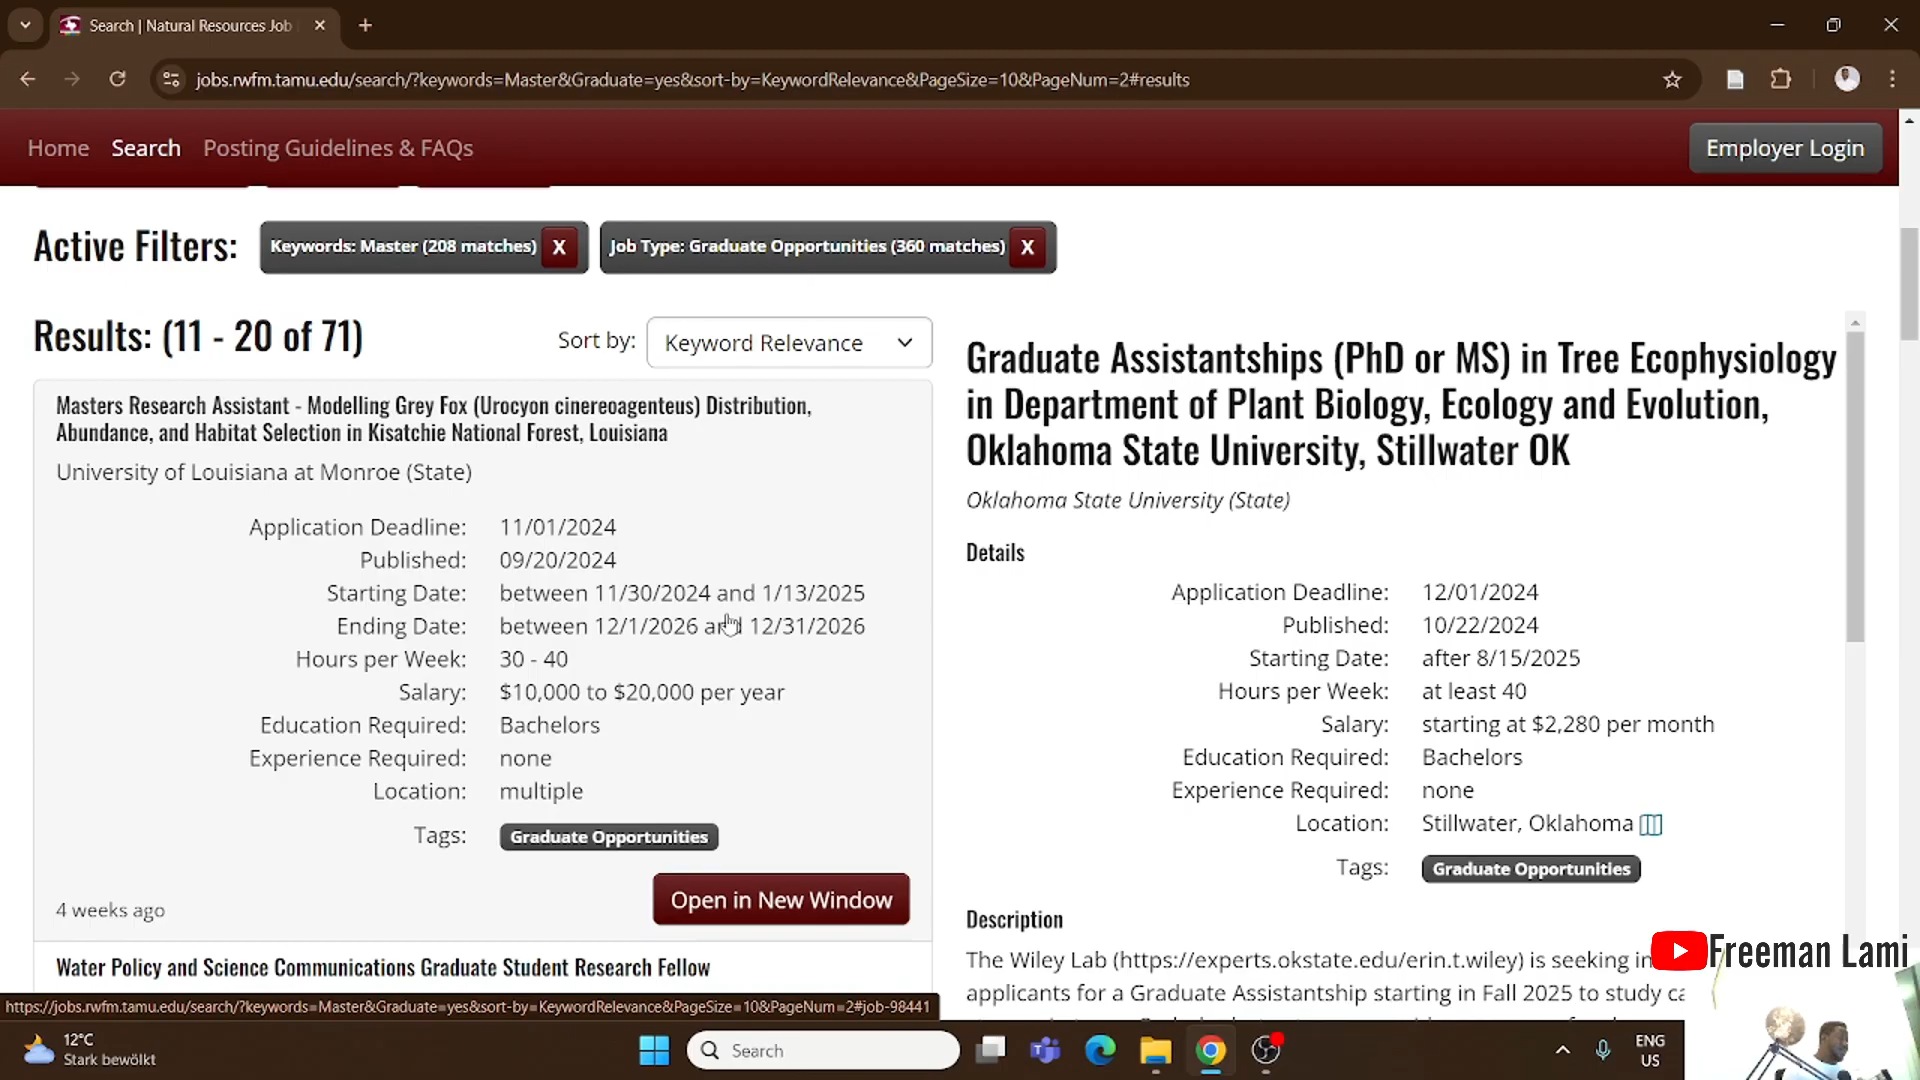 Search | Natural Resources Job
jobs.rwfm.tamu.edu/search/?keywords=Master&Graduate=yes&sort-by=KeywordRelevance&PageSize=10&PageNum=2#results
Home Search Posting Guidelines & FAQs Employer Login
Active Filters: Keywords: Master (208 matches) X Job Type: Graduate Opportunities (360 matches) X
Results: (11 - 20 of 71) Sort by: Keyword Relevance
Masters Research Assistant - Modelling Grey Fox (Urocyon cinereoagenteus) Distribution,
Abundance, and Habitat Selection in Kisatchie National Forest, Louisiana
University of Louisiana at Monroe (State)
Application Deadline: 11/01/2024
Published: 09/20/2024
Starting Date: between 11/30/2024 and 1/13/2025
Ending Date: between 12/1/2026 and 12/31/2026
Hours per Week: 30 - 40
Salary: $10,000 to $20,000 per year
Education Required: Bachelors
Experience Required: none
Location: multiple
Tags: Graduate Opportunities
4 weeks ago
Open in New Window
Water Policy and Science Communications Graduate Student Research Fellow
Graduate Assistantships (PhD or MS) in Tree Ecophysiology
in Department of Plant Biology, Ecology and Evolution,
Oklahoma State University, Stillwater OK
Oklahoma State University (State)
Details
Application Deadline: 12/01/2024
Published: 10/22/2024
Starting Date: after 8/15/2025
Hours per Week: at least 40
Salary: starting at $2,280 per month
Education Required: Bachelors
Experience Required: none
Location: Stillwater, Oklahoma
Tags: Graduate Opportunities
Description
The Wiley Lab (https://experts.okstate.edu/erin.t.wiley) is seeking in
applicants for a Graduate Assistantship starting in Fall 2025 to study ca
Freeman Lami
https://jobs.rwfm.tamu.edu/search/?keywords=Master&Graduate=yes&sort-by=KeywordRelevance&PageSize=10&PageNum=2#job-98441
12°C
Stark bewölkt
Search
ENG
US